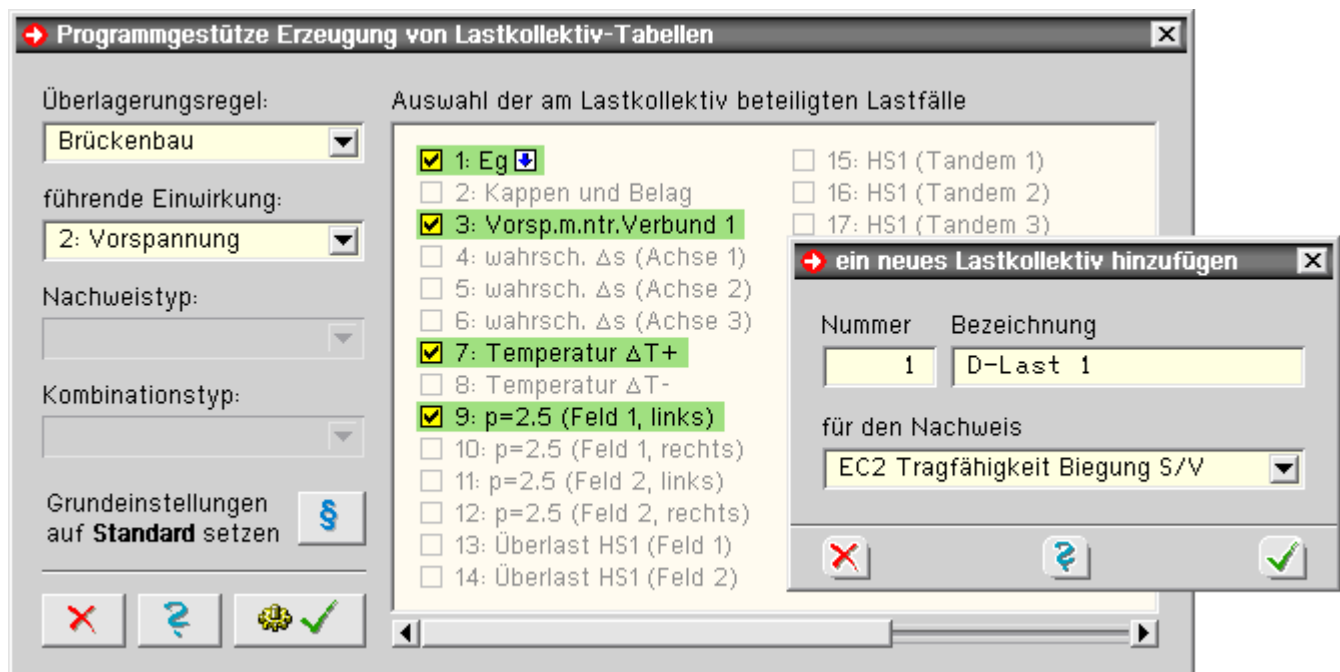 Programmgestütze Erzeugung von Lastkollektiv-Tabellen
Überlagerungsregel:
Brückenbau
führende Einwirkung:
2: Vorspannung
Nachweistyp:
Kombinationstyp:
Grundeinstellungen
auf Standard setzen
§
Auswahl der am Lastkollektiv beteiligten Lastfälle
1: Eg
2: Kappen und Belag
3: Vorsp.m.ntr.Verbund 1
4: wahrsch. Δs (Achse 1)
5: wahrsch. Δs (Achse 2)
6: wahrsch. Δs (Achse 3)
7: Temperatur ΔT+
8: Temperatur ΔT-
9: p=2.5 (Feld 1, links)
10: p=2.5 (Feld 1, rechts)
11: p=2.5 (Feld 2, links)
12: p=2.5 (Feld 2, rechts)
13: Überlast HS1 (Feld 1)
14: Überlast HS1 (Feld 2)
15: HS1 (Tandem 1)
16: HS1 (Tandem 2)
17: HS1 (Tandem 3)
ein neues Lastkollektiv hinzufügen
Nummer Bezeichnung
1 D-Last 1
für den Nachweis
EC2 Tragfähigkeit Biegung S/V